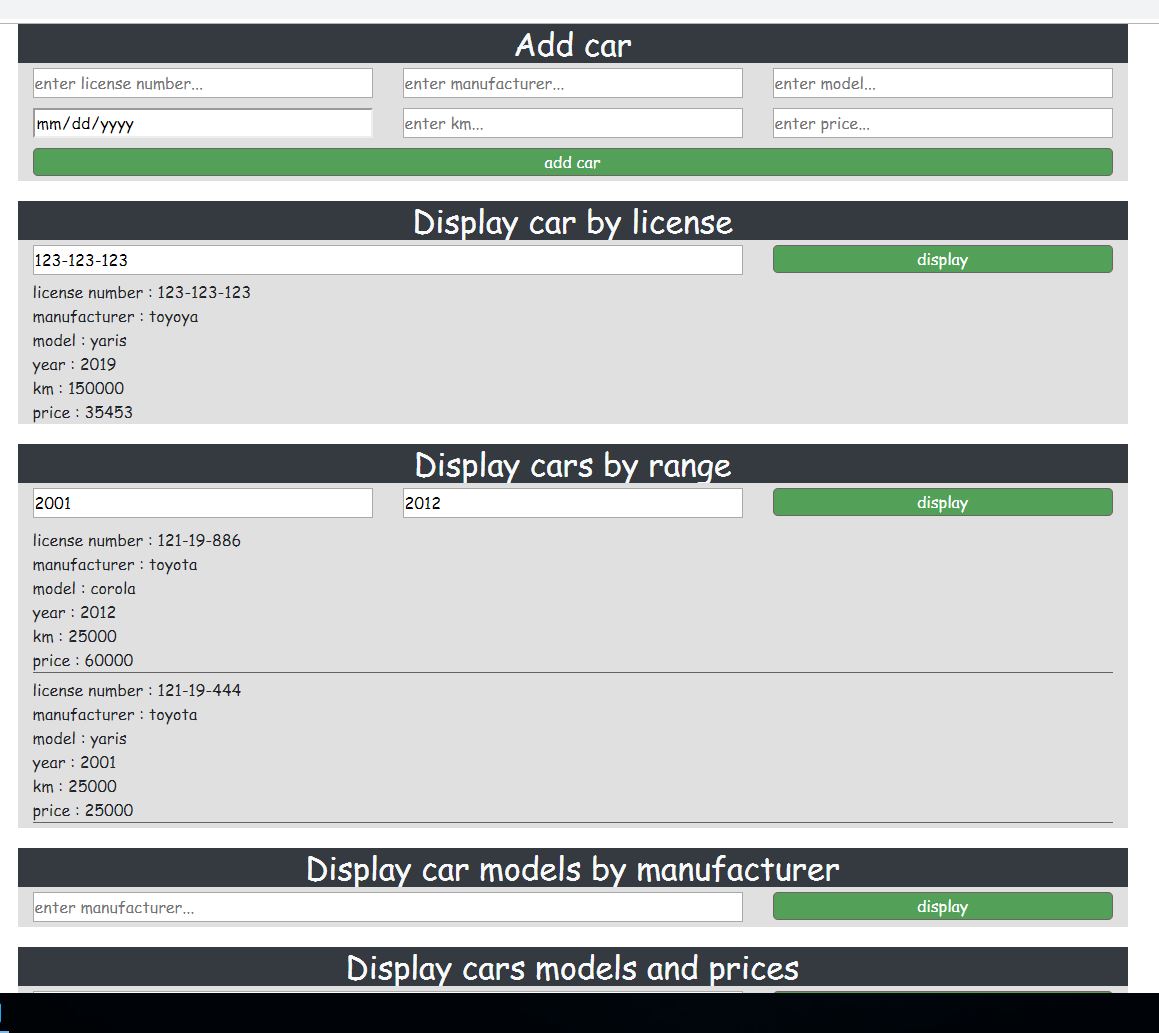 Add car
enter license number... enter manufacturer... enter model...
mm/dd/yyyy enter km... enter price...
add car
Display car by license
123-123-123 display
license number : 123-123-123
manufacturer : toyoya
model : yaris
year : 2019
km : 150000
price : 35453
Display cars by range
2001 2012 display
license number : 121-19-886
manufacturer : toyota
model : corola
year : 2012
km : 25000
price : 60000
license number : 121-19-444
manufacturer : toyota
model : yaris
year : 2001
km : 25000
price : 25000
Display car models by manufacturer
enter manufacturer... display
Display cars models and prices